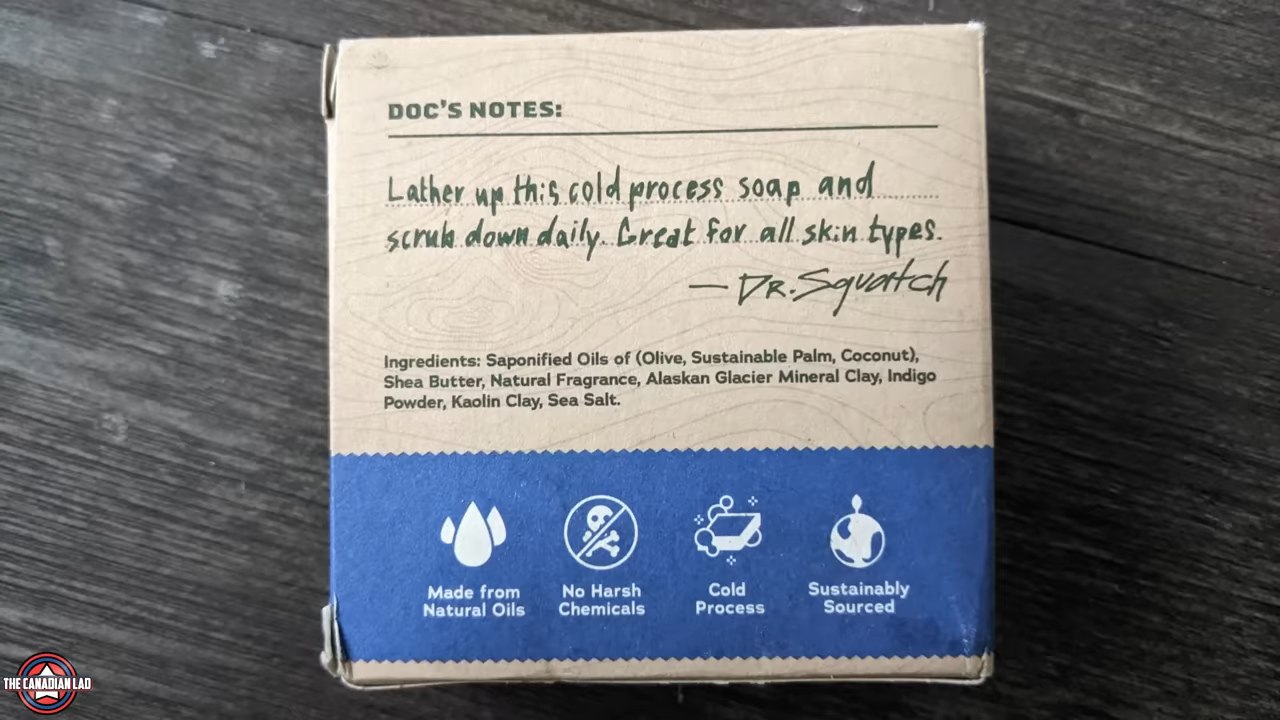 DOC'S NOTES:
Lather up this cold process soap and
scrub down daily. Great for all skin types.
— DR. Squatch
Ingredients: Saponified Oils of (Olive, Sustainable Palm, Coconut),
Shea Butter, Natural Fragrance, Alaskan Glacier Mineral Clay, Indigo
Powder, Kaolin Clay, Sea Salt.
Made from
Natural Oils
No Harsh
Chemicals
Cold
Process
Sustainably
Sourced
THE CANADIAN LAD